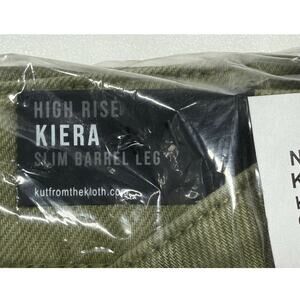 HIGH RISE
KIERA
SLIM BARREL LEG
kutfromthekloth.com
N
K